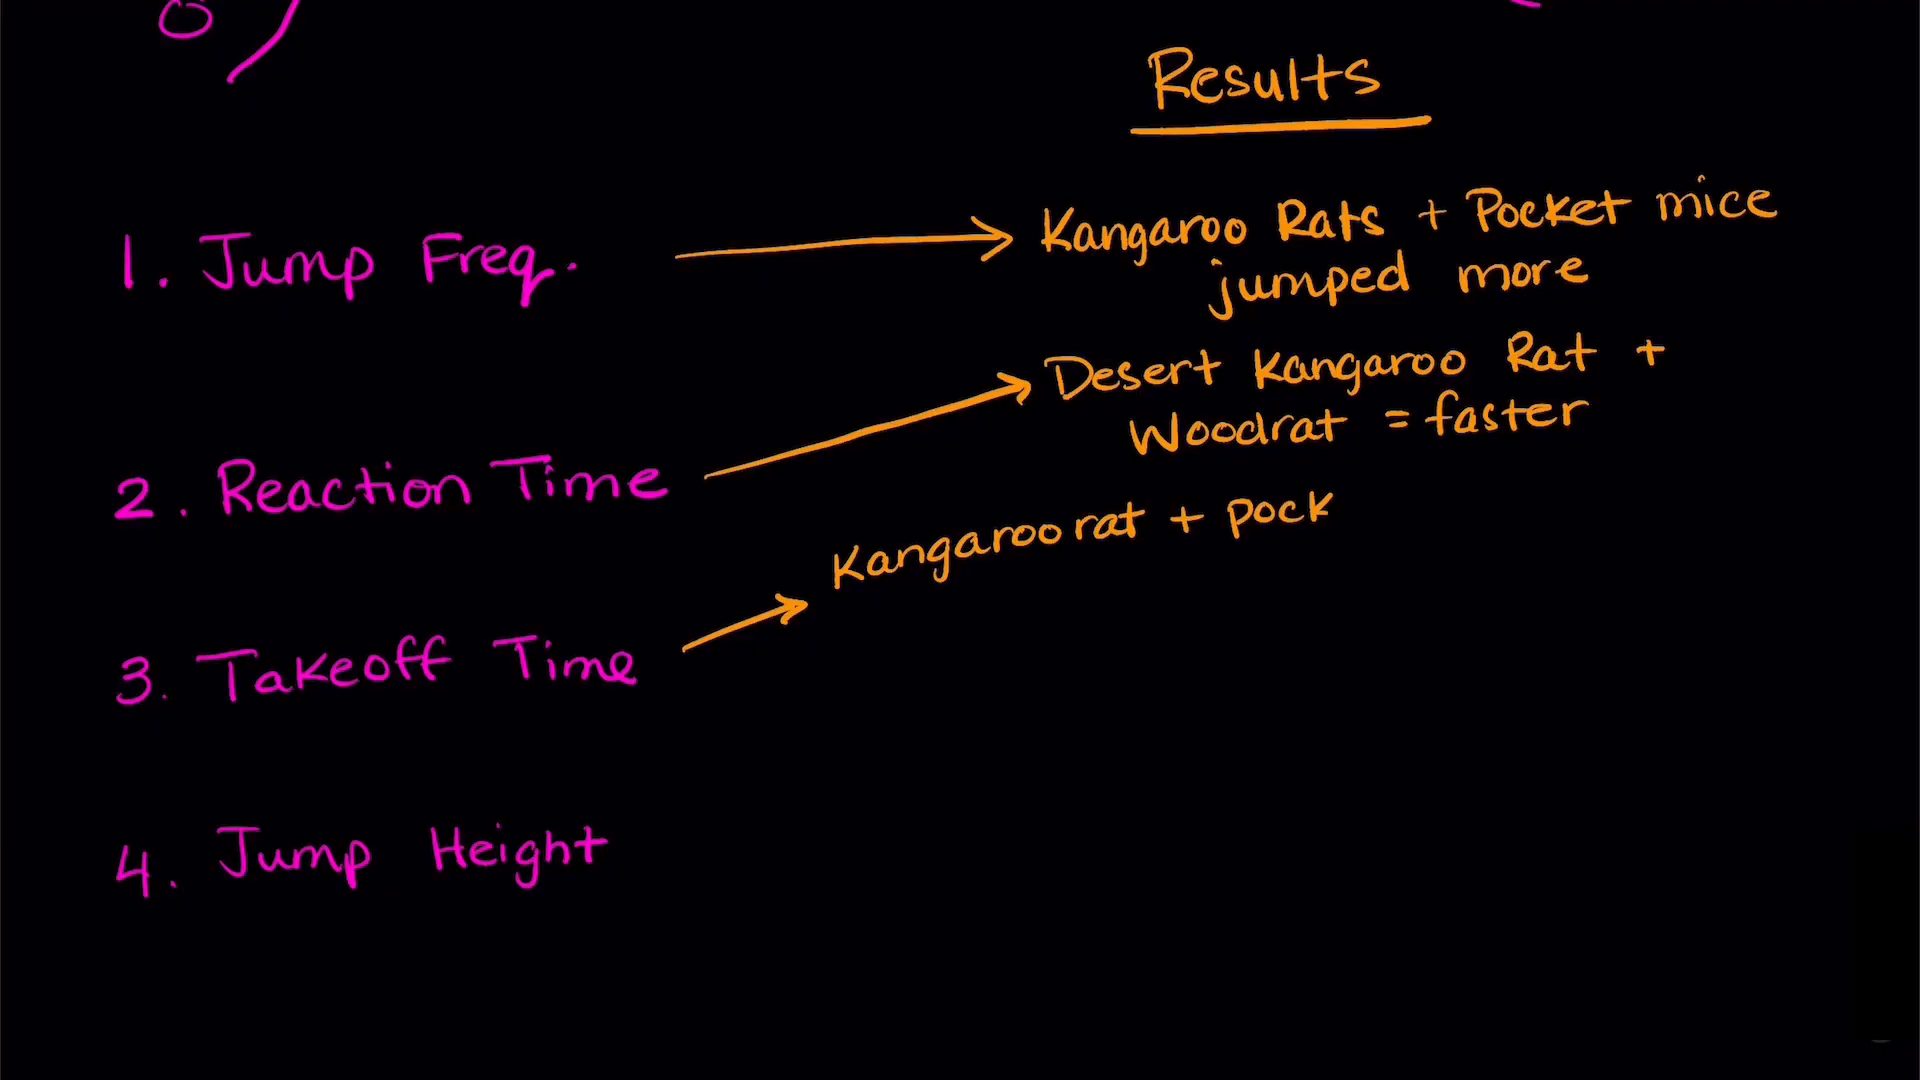 Results
1. Jump Freq.
Kangaroo Rats + Pocket mice
jumped more
2. Reaction Time
Desert Kangaroo Rat +
Woodrat = faster
3. Takeoff Time
Kangaroo rat + pock
4. Jump Height